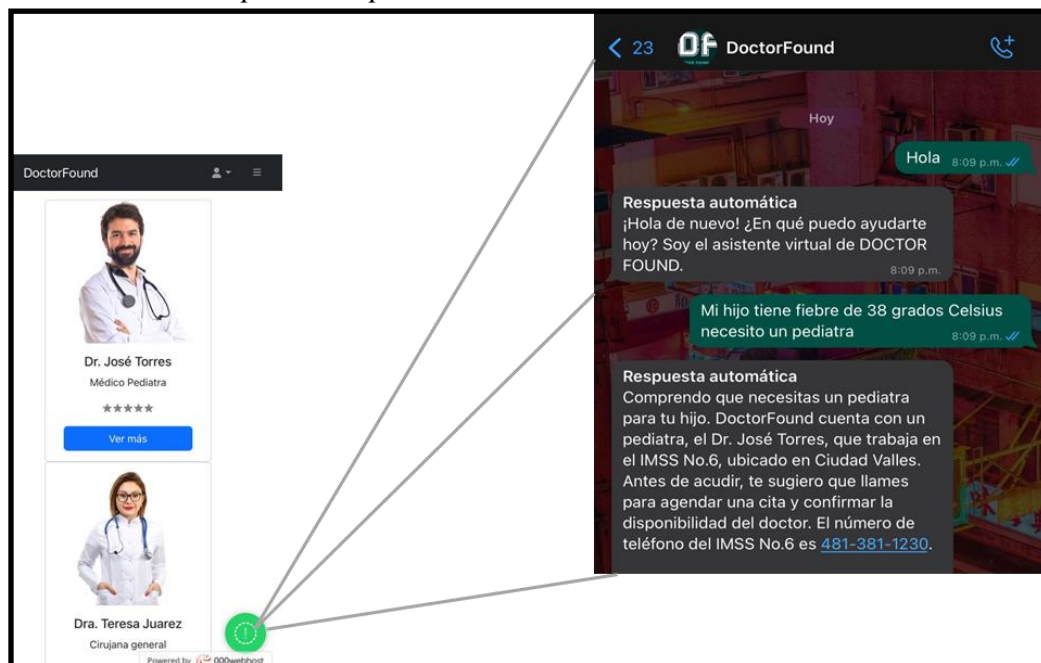 DoctorFound
Dr. José Torres
Médico Pediatra
Ver más
Dra. Teresa Juarez
Cirujana general
Powered by 000webhost
23
DF DoctorFound
Hoy
Hola 8:09 p.m.
Respuesta automática
¡Hola de nuevo! ¿En qué puedo ayudarte
hoy? Soy el asistente virtual de DOCTOR
FOUND. 8:09 p.m.
Mi hijo tiene fiebre de 38 grados Celsius
necesito un pediatra 8:09 p.m.
Respuesta automática
Comprendo que necesitas un pediatra
para tu hijo. DoctorFound cuenta con un
pediatra, el Dr. José Torres, que trabaja en
el IMSS No.6, ubicado en Ciudad Valles.
Antes de acudir, te sugiero que llames
para agendar una cita y confirmar la
disponibilidad del doctor. El número de
teléfono del IMSS No.6 es 481-381-1230.